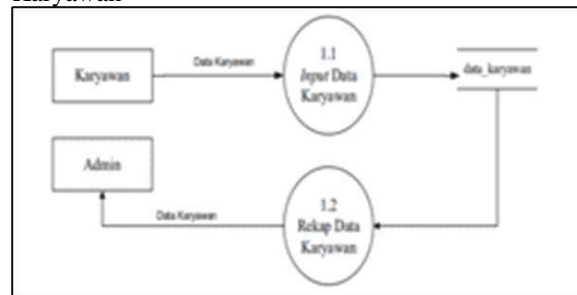 Karyawan
Karyawan
Data Karyawan
1.1
Input Data
Karyawan
data_karyawan
Admin
Data Karyawan
1.2
Rekap Data
Karyawan